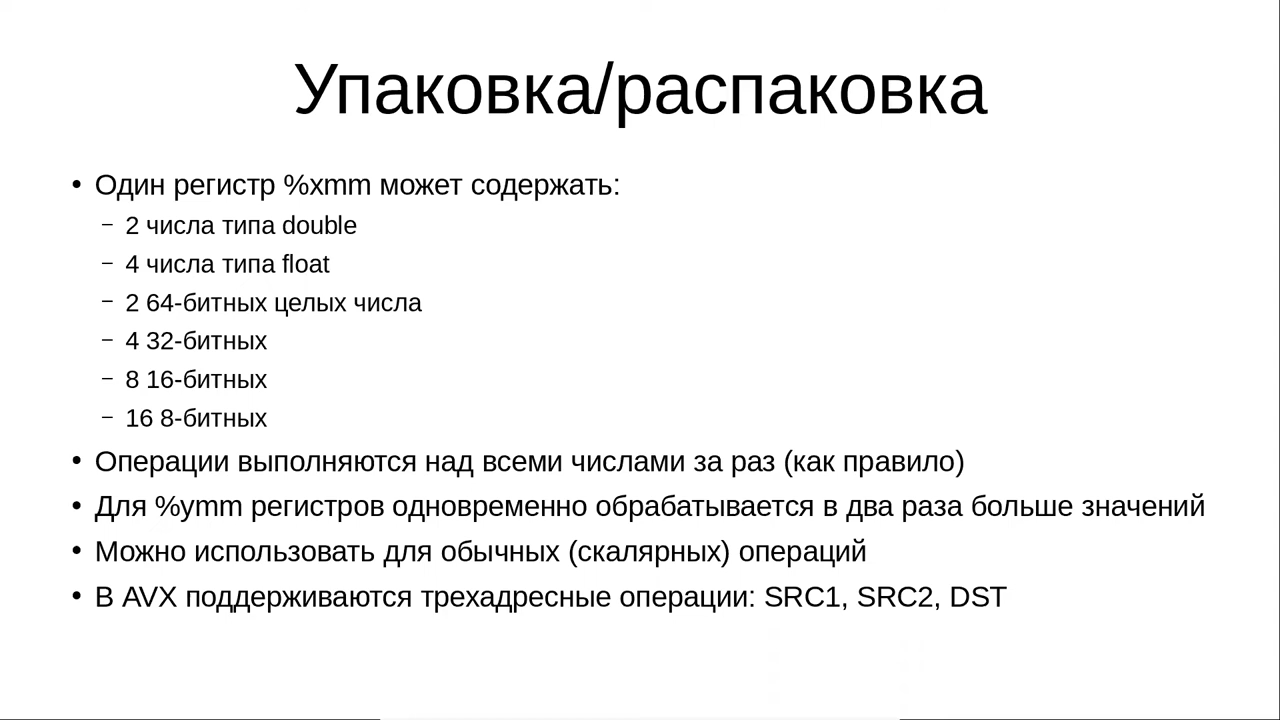 Упаковка/распаковка
• Один регистр %xmm может содержать:
– 2 числа типа double
– 4 числа типа float
– 2 64-битных целых числа
– 4 32-битных
– 8 16-битных
– 16 8-битных
• Операции выполняются над всеми числами за раз (как правило)
• Для %ymm регистров одновременно обрабатывается в два раза больше значений
• Можно использовать для обычных (скалярных) операций
• В AVX поддерживаются трехадресные операции: SRC1, SRC2, DST